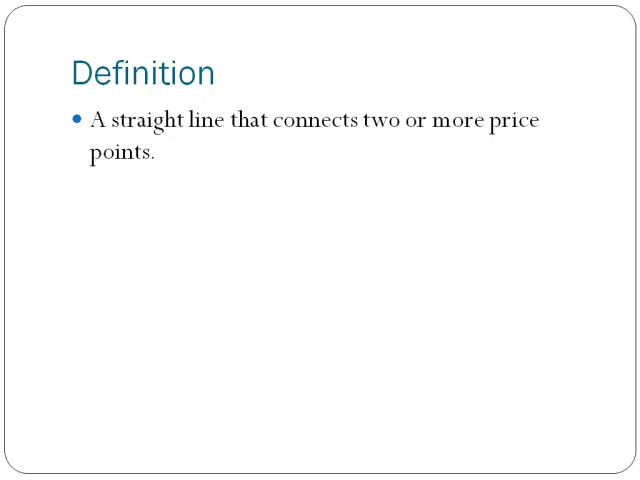 Definition
A straight line that connects two or more price
points.